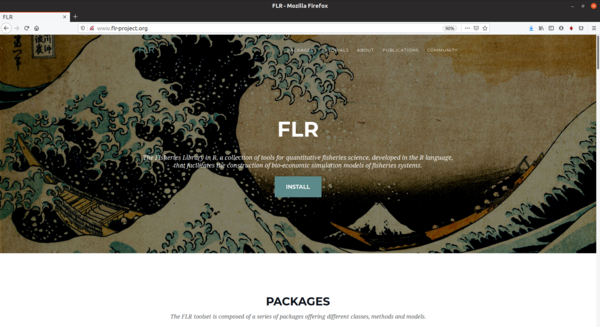 FLR - Mozilla Firefox
FLR
www.flr-project.org
90%
ABOUT PUBLICATIONS COMMUNITY
FLR
The Fisheries Library in R, a collection of tools for quantitative fisheries science, developed in the R language,
that facilitates the construction of bio-economic simulation models of fisheries systems.
INSTALL
PACKAGES
The FLR toolset is composed of a series of packages offering different classes, methods and models.